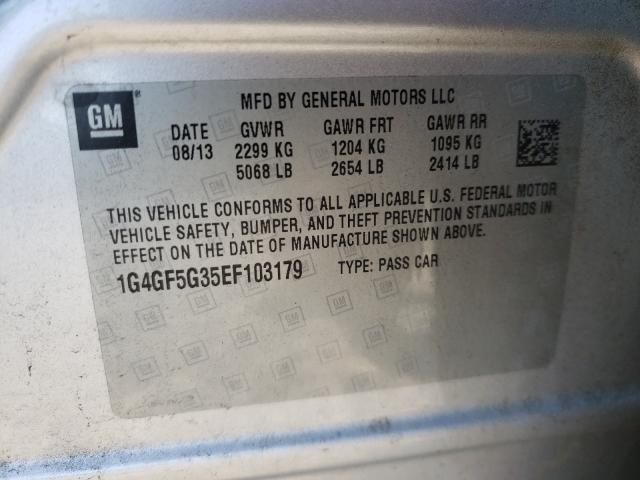 GM
MFD BY GENERAL MOTORS LLC
DATE GVWR GAWR FRT GAWR RR
08/13 2299 KG 1204 KG 1095 KG
5068 LB 2654 LB 2414 LB
THIS VEHICLE CONFORMS TO ALL APPLICABLE U.S. FEDERAL MOTOR
VEHICLE SAFETY, BUMPER, AND THEFT PREVENTION STANDARDS IN
EFFECT ON THE DATE OF MANUFACTURE SHOWN ABOVE.
1G4GF5G35EF103179 TYPE: PASS CAR